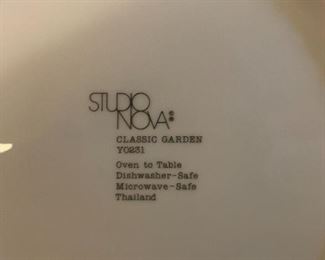 STUDIO
NOVA®
CLASSIC GARDEN
Y0231
Oven to Table
Dishwasher-Safe
Microwave-Safe
Thailand